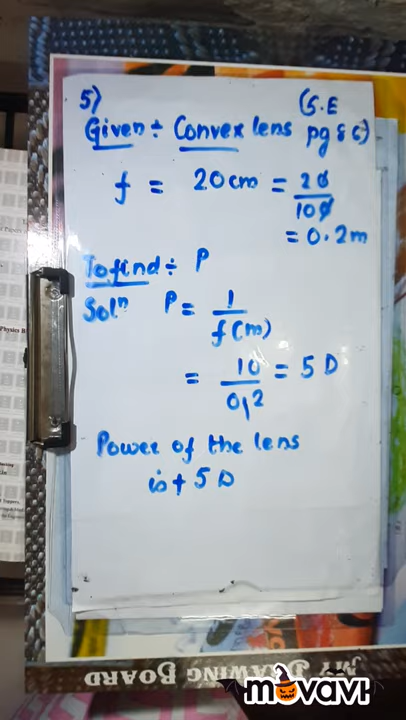 5)
(S.E
Given ÷ Convex lens pg 86)
f = 20cm = 20/100
= 0.2m
To find ÷ P
Solⁿ P = 1/f(m)
= 10/0,2 = 5 D
Power of the lens
is + 5 D
MY DRAWING BOARD
movavi